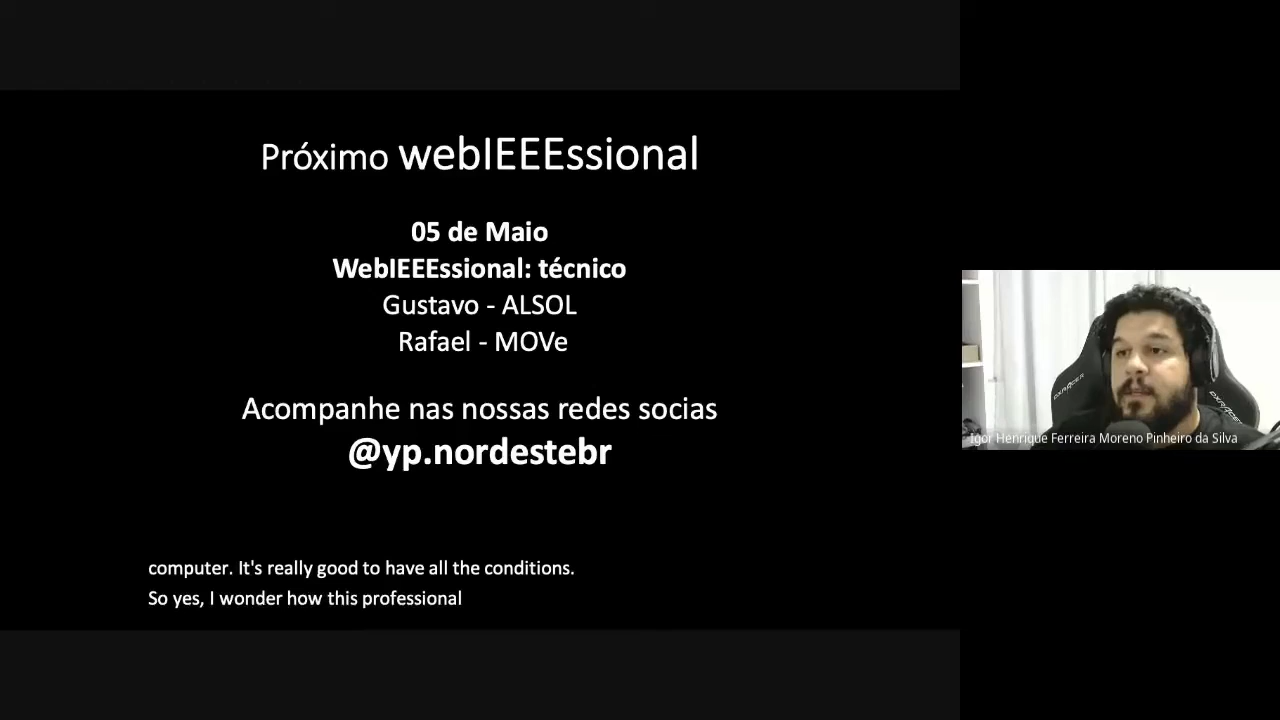 Próximo webIEEEssional
05 de Maio
WebIEEEssional: técnico
Gustavo - ALSOL
Rafael - MOVe
Acompanhe nas nossas redes socias
@yp.nordestebr
computer. It's really good to have all the conditions.
So yes, I wonder how this professional
DXRACER
DXRACER
Igor Henrique Ferreira Moreno Pinheiro da Silva